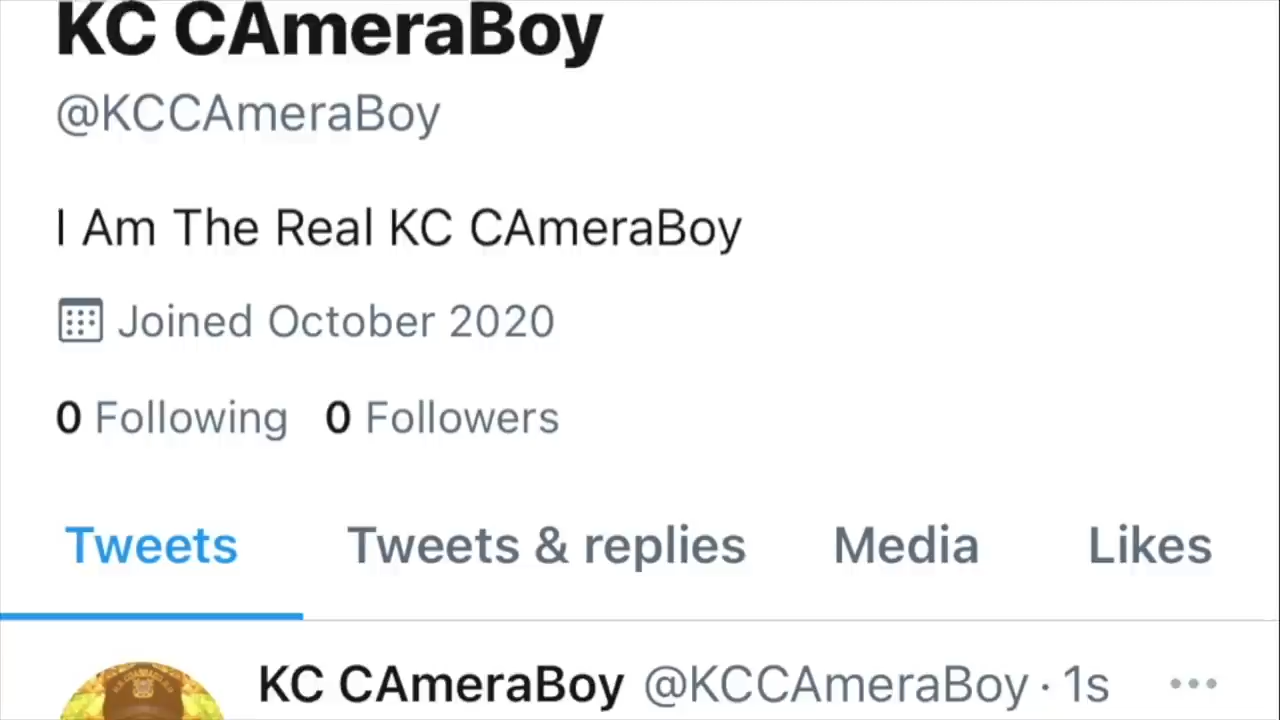 KC CAmeraBoy
@KCCAmeraBoy
I Am The Real KC CAmeraBoy
Joined October 2020
0 Following 0 Followers
Tweets Tweets & replies Media Likes
KC CAmeraBoy @KCCAmeraBoy · 1s